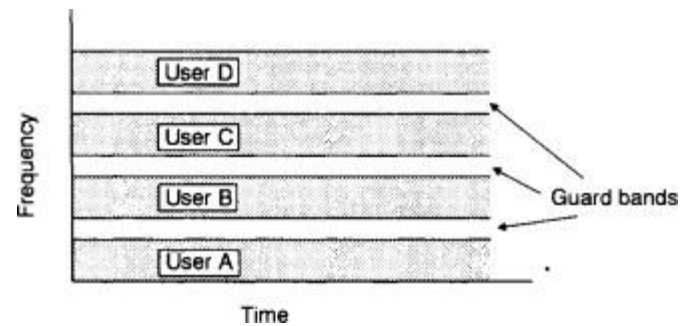 User D
User C
User B
User A
Frequency
Guard bands
Time